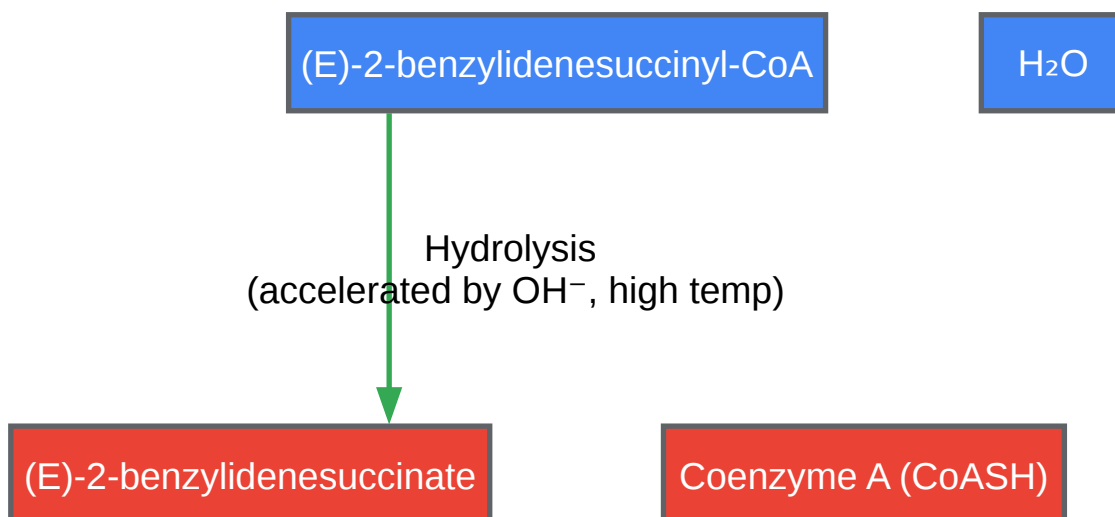 (E)-2-benzylidenesuccinyl-CoA
H₂O
Hydrolysis
(accelerated by OH⁻, high temp)
(E)-2-benzylidenesuccinate
Coenzyme A (CoASH)